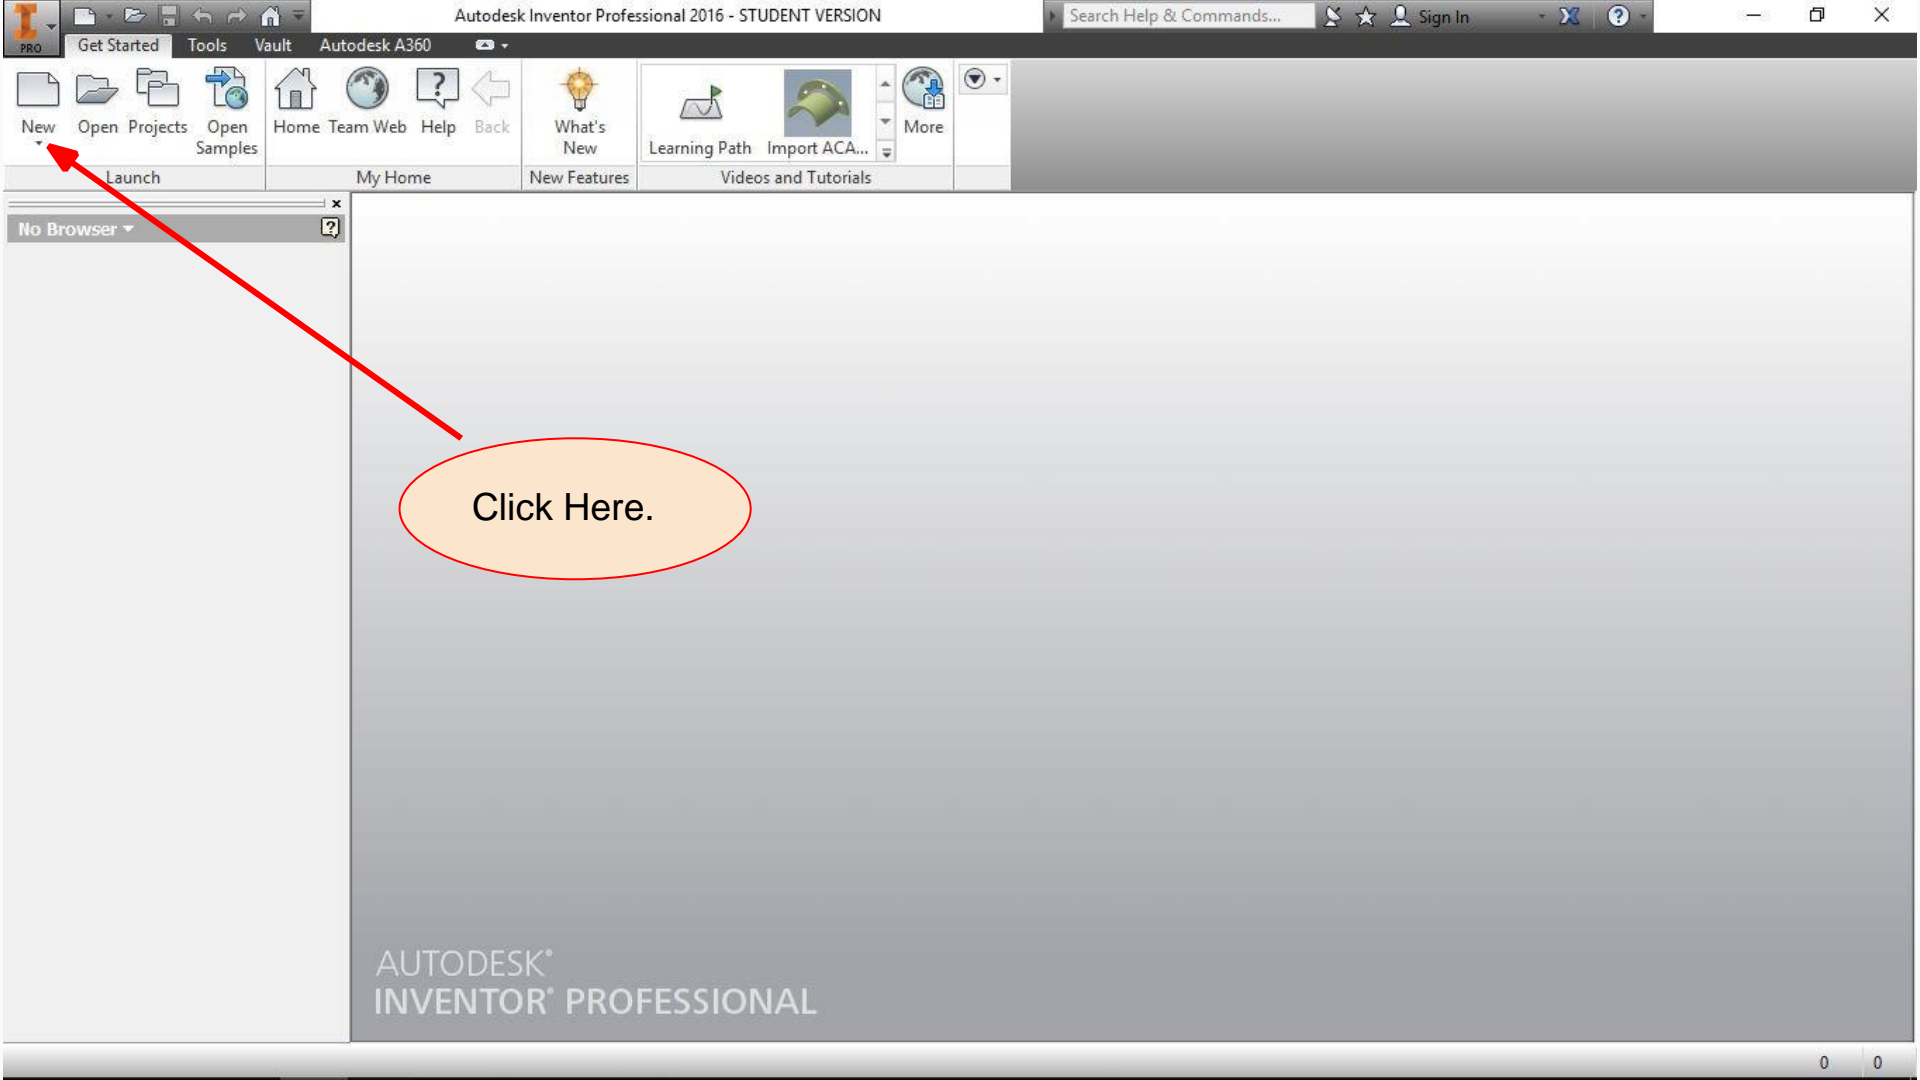 Autodesk Inventor Professional 2016 - STUDENT VERSION
Search Help & Commands...
Sign In
PRO
Get Started
Tools
Vault
Autodesk A360
New
Open
Projects
Open
Samples
Home
Team Web
Help
Back
What's
New
Learning Path
Import ACA...
More
Launch
My Home
New Features
Videos and Tutorials
No Browser
Click Here.
AUTODESK®
INVENTOR® PROFESSIONAL
0 0